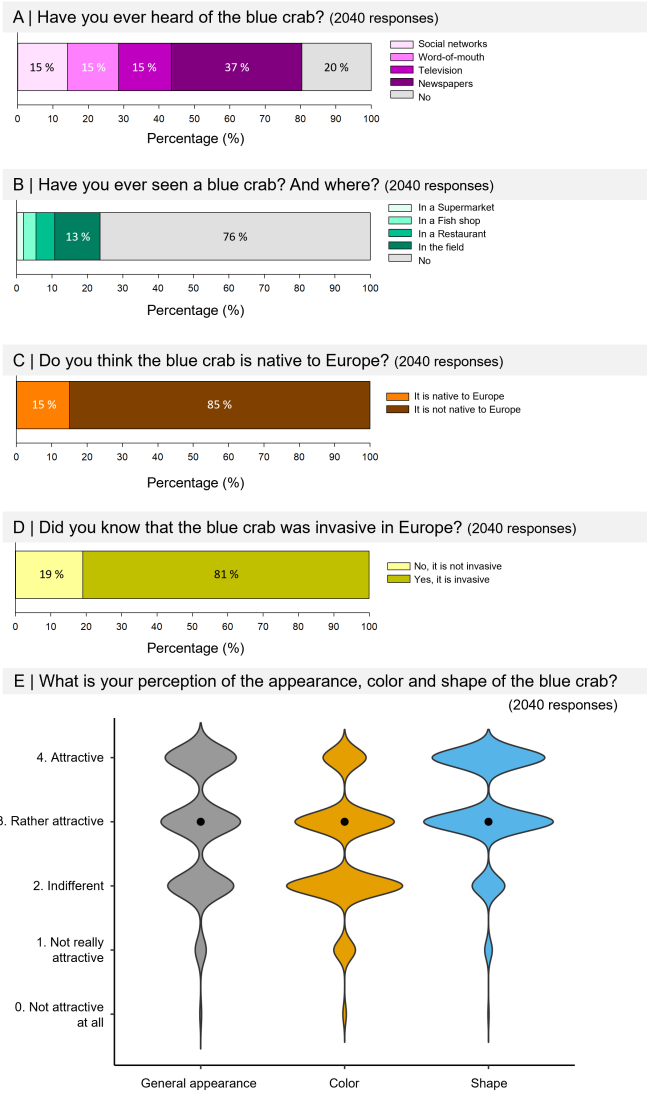 A | Have you ever heard of the blue crab? (2040 responses)
15 % 15 % 15 % 37 % 20 %
Social networks
Word-of-mouth
Television
Newspapers
No
0 10 20 30 40 50 60 70 80 90 100
Percentage (%)
B | Have you ever seen a blue crab? And where? (2040 responses)
13 % 76 %
In a Supermarket
In a Fish shop
In a Restaurant
In the field
No
0 10 20 30 40 50 60 70 80 90 100
Percentage (%)
C | Do you think the blue crab is native to Europe? (2040 responses)
15 % 85 %
It is native to Europe
It is not native to Europe
0 10 20 30 40 50 60 70 80 90 100
Percentage (%)
D | Did you know that the blue crab was invasive in Europe? (2040 responses)
19 % 81 %
No, it is not invasive
Yes, it is invasive
0 10 20 30 40 50 60 70 80 90 100
Percentage (%)
E | What is your perception of the appearance, color and shape of the blue crab?
(2040 responses)
4. Attractive
3. Rather attractive
2. Indifferent
1. Not really
attractive
0. Not attractive
at all
General appearance Color Shape